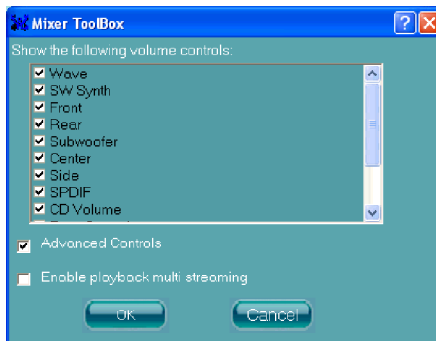 Mixer ToolBox
Show the following volume controls:
Wave
SW Synth
Front
Rear
Subwoofer
Center
Side
SPDIF
CD Volume
Advanced Controls
Enable playback multi streaming
OK
Cancel